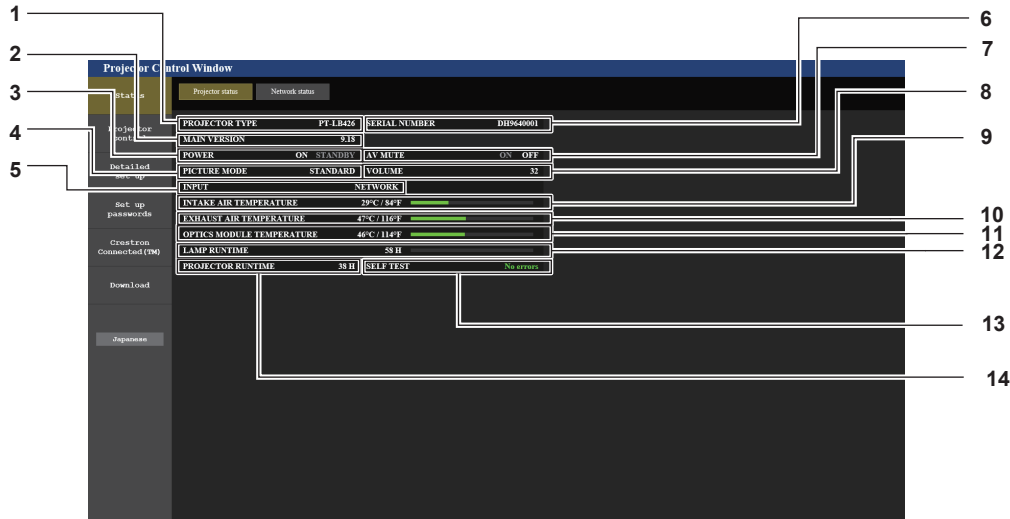 1
2
3
4
5
6
7
8
9
10
11
12
13
14
Projector Control Window
Status
Projector status
Network status
Projector control
Detailed set up
Set up passwords
Crestron Connected(TM)
Download
Japanese
PROJECTOR TYPE PT-LB426 SERIAL NUMBER DH9640001
MAIN VERSION 9.18
POWER ON STANDBY AV MUTE ON OFF
PICTURE MODE STANDARD VOLUME 32
INPUT NETWORK
INTAKE AIR TEMPERATURE 29°C / 84°F
EXHAUST AIR TEMPERATURE 47°C / 116°F
OPTICS MODULE TEMPERATURE 46°C / 114°F
LAMP RUNTIME 58 H
PROJECTOR RUNTIME 38 H SELF TEST No errors